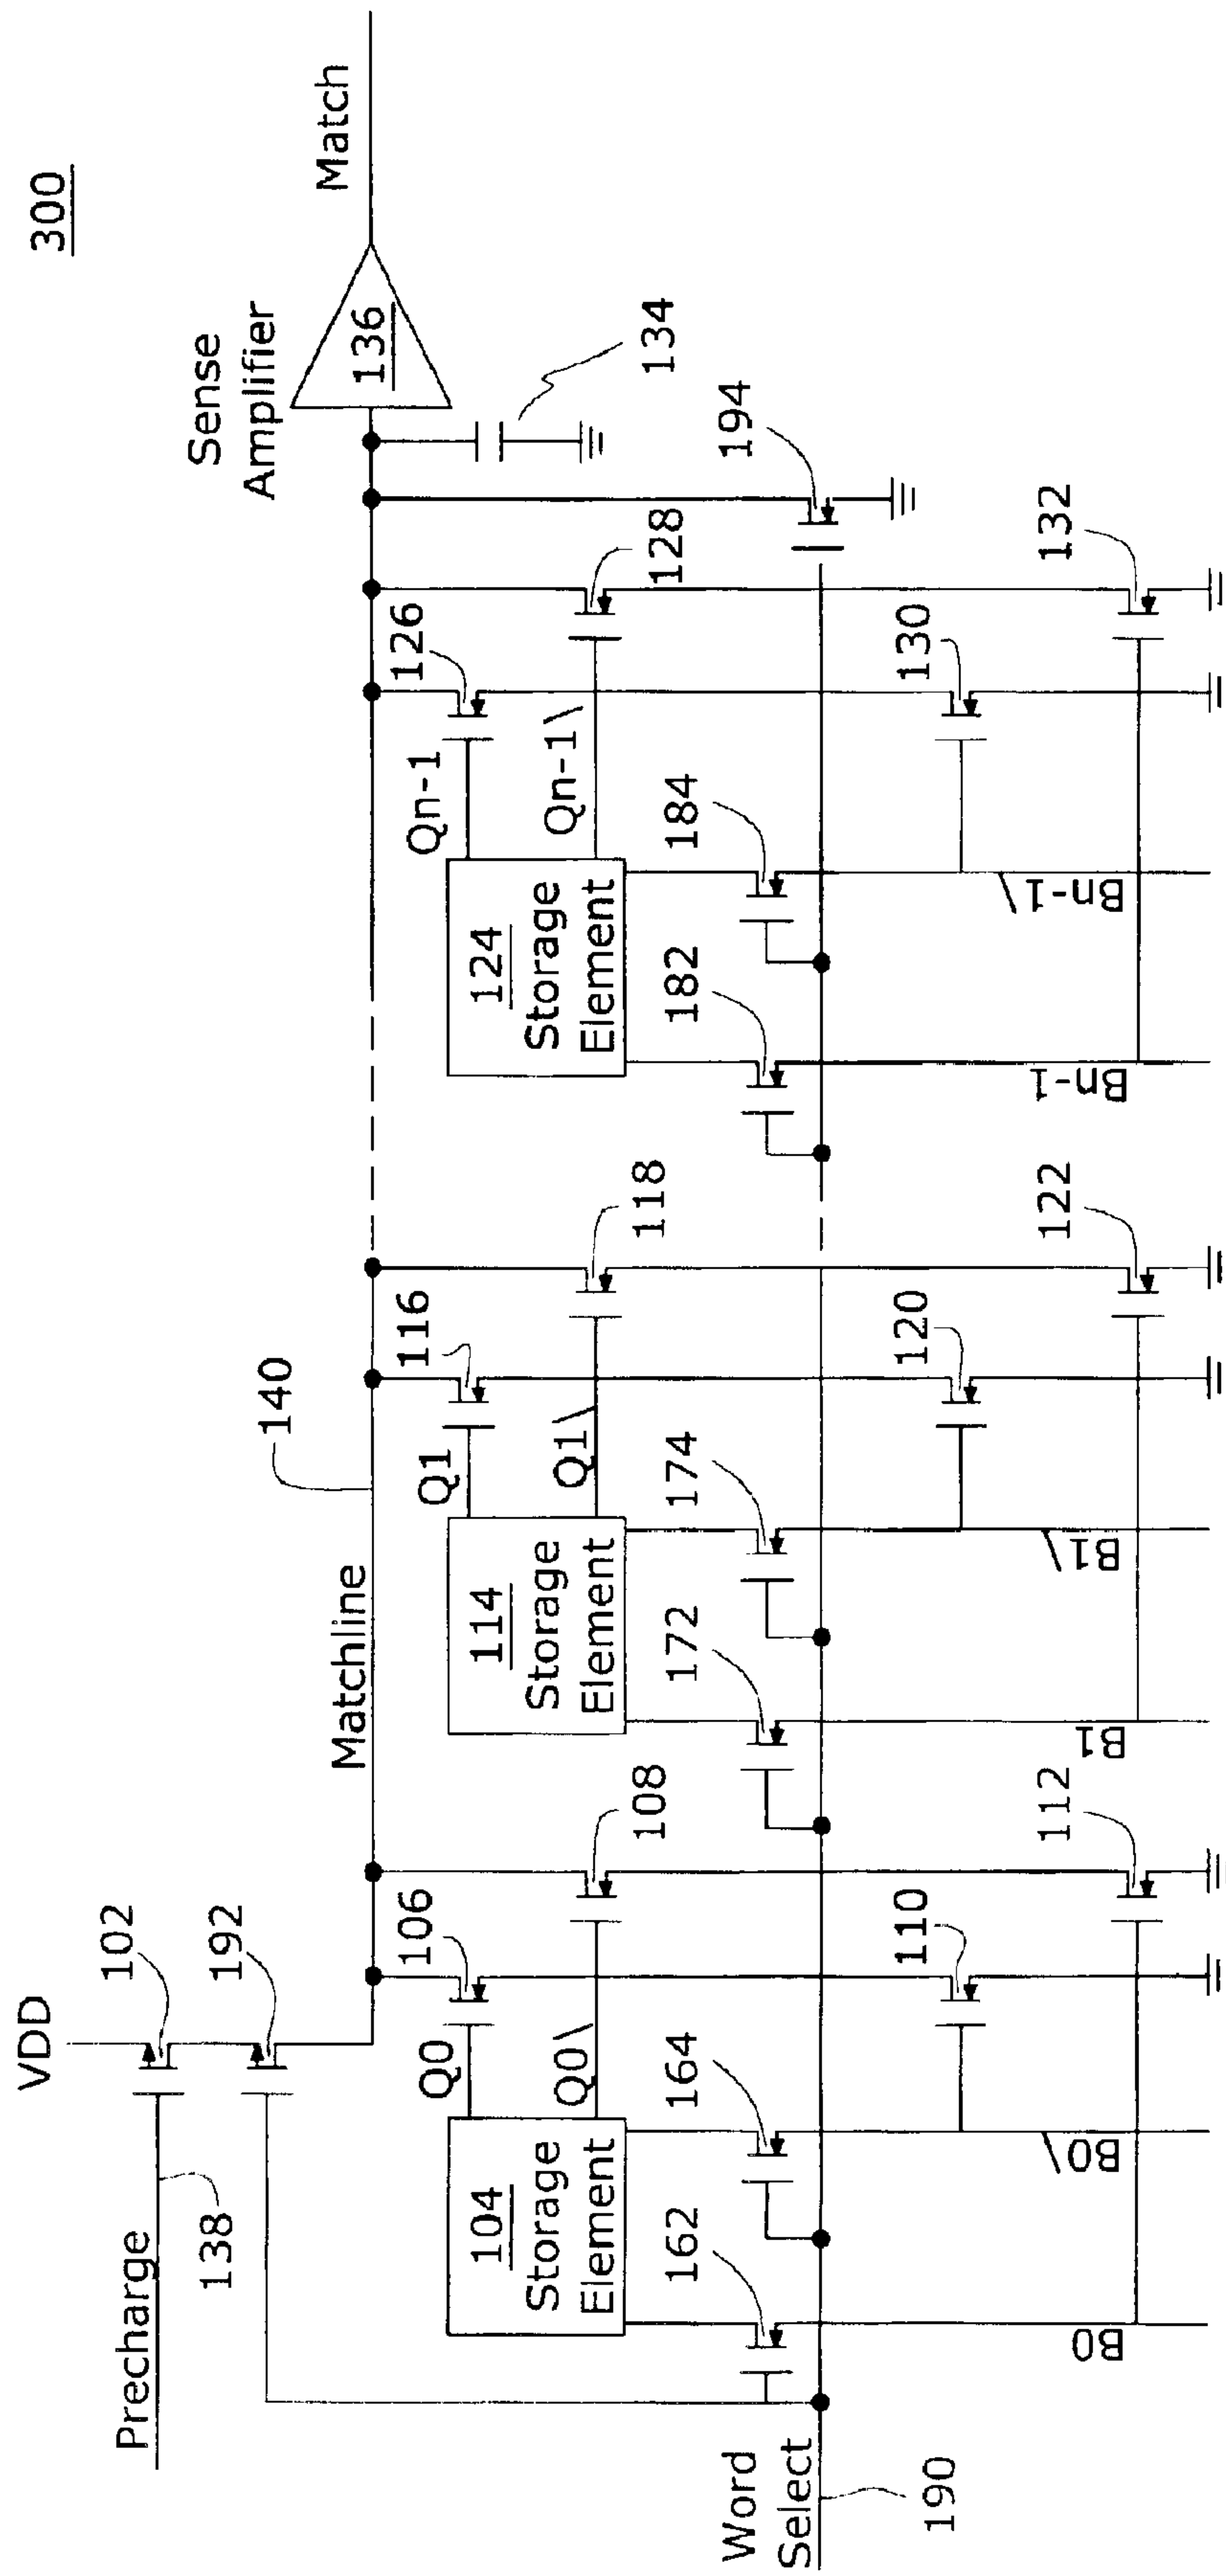 300
VDD
Precharge
138
102
192
Matchline
140
Sense
Amplifier
136
Match
134
104
Storage
Element
Q0
Q0\
106
108
162
164
110
112
B0
B0\
114
Storage
Element
Q1
Q1\
116
118
172
174
120
122
B1
B1\
124
Storage
Element
Qn-1
Qn-1\
126
128
182
184
130
132
Bn-1
Bn-1\
194
Word
Select
190